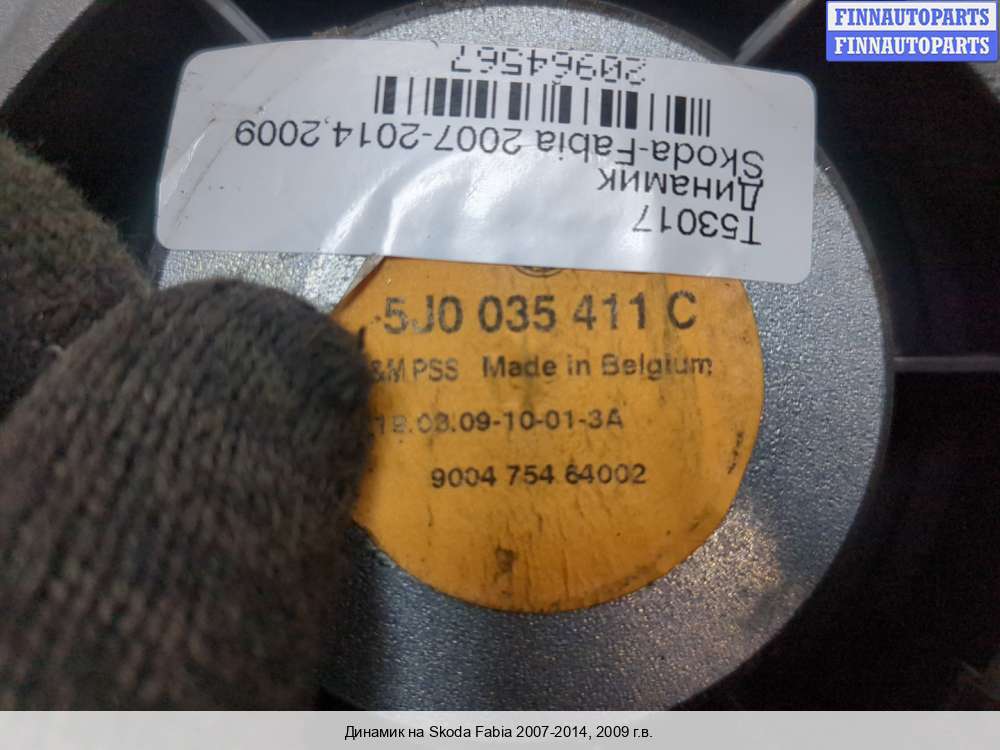 FINNAUTOPARTS
FINNAUTOPARTS
T53017
Динамик
Skoda-Fabia 2007-2014,2009
20964567
5J0 035 411 C
&M PSS Made in Belgium
.09-10-01-3A
9004 754 64002
Динамик на Skoda Fabia 2007-2014, 2009 г.в.